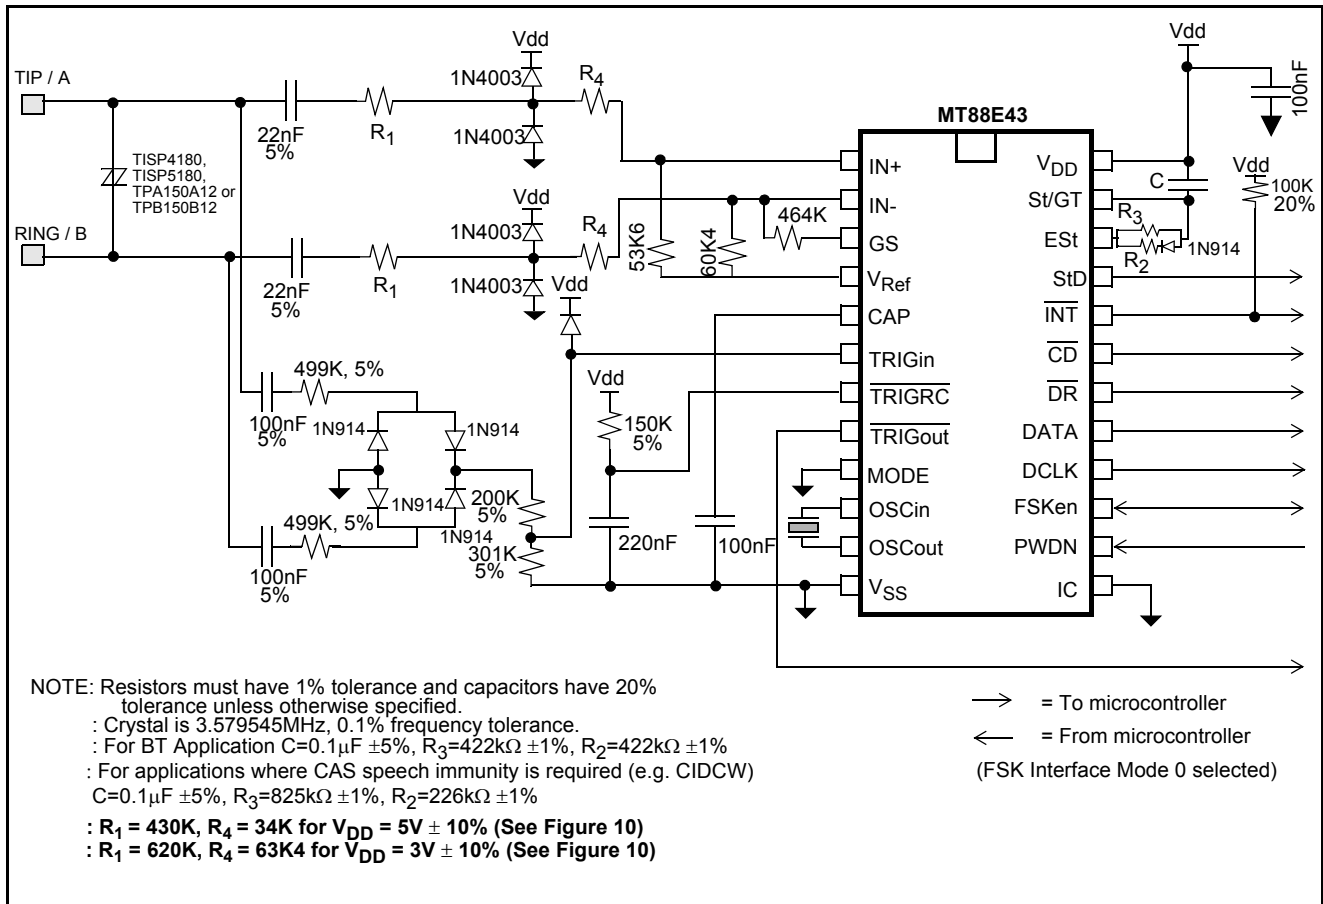 TIP / A
RING / B
TISP4180,
TISP5180,
TPA150A12 or
TPB150B12
22nF
5%
R1
Vdd
1N4003
1N4003
R4
22nF
5%
R1
Vdd
1N4003
1N4003
R4
53K6
60K4
464K
Vdd
499K, 5%
100nF
5%
1N914
1N914
1N914
1N914
499K, 5%
100nF
5%
200K
5%
301K
5%
Vdd
150K
5%
220nF
100nF
MT88E43
IN+
IN-
GS
VRef
CAP
TRIGin
TRIGRC
TRIGout
MODE
OSCin
OSCout
VSS
VDD
St/GT
ESt
StD
INT
CD
DR
DATA
DCLK
FSKen
PWDN
IC
Vdd
100nF
C
R3
R2
1N914
Vdd
100K
20%
NOTE: Resistors must have 1% tolerance and capacitors have 20%
tolerance unless otherwise specified.
: Crystal is 3.579545MHz, 0.1% frequency tolerance.
: For BT Application C=0.1µF ±5%, R3=422kΩ ±1%, R2=422kΩ ±1%
: For applications where CAS speech immunity is required (e.g. CIDCW)
C=0.1µF ±5%, R3=825kΩ ±1%, R2=226kΩ ±1%
: R1 = 430K, R4 = 34K for VDD = 5V ± 10% (See Figure 10)
: R1 = 620K, R4 = 63K4 for VDD = 3V ± 10% (See Figure 10)
= To microcontroller
= From microcontroller
(FSK Interface Mode 0 selected)